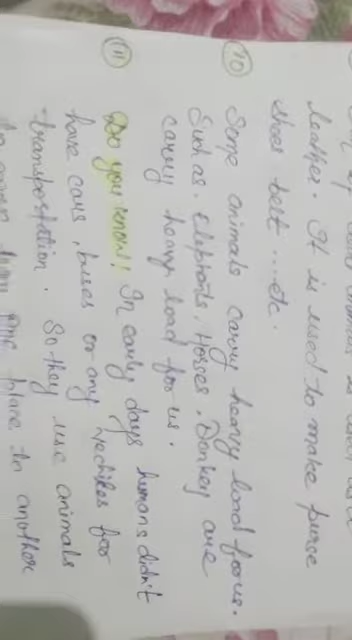 leather. It is used to make purse
shoes belt ... etc.
10 Some animals carry heavy load for us.
Such as. elephants, Horses, Donkey are
carry heavy load for us.
11 Do you know! In early days humans didn't
have cars, buses or any vechiles for
transportation. So they use animals
one place to another